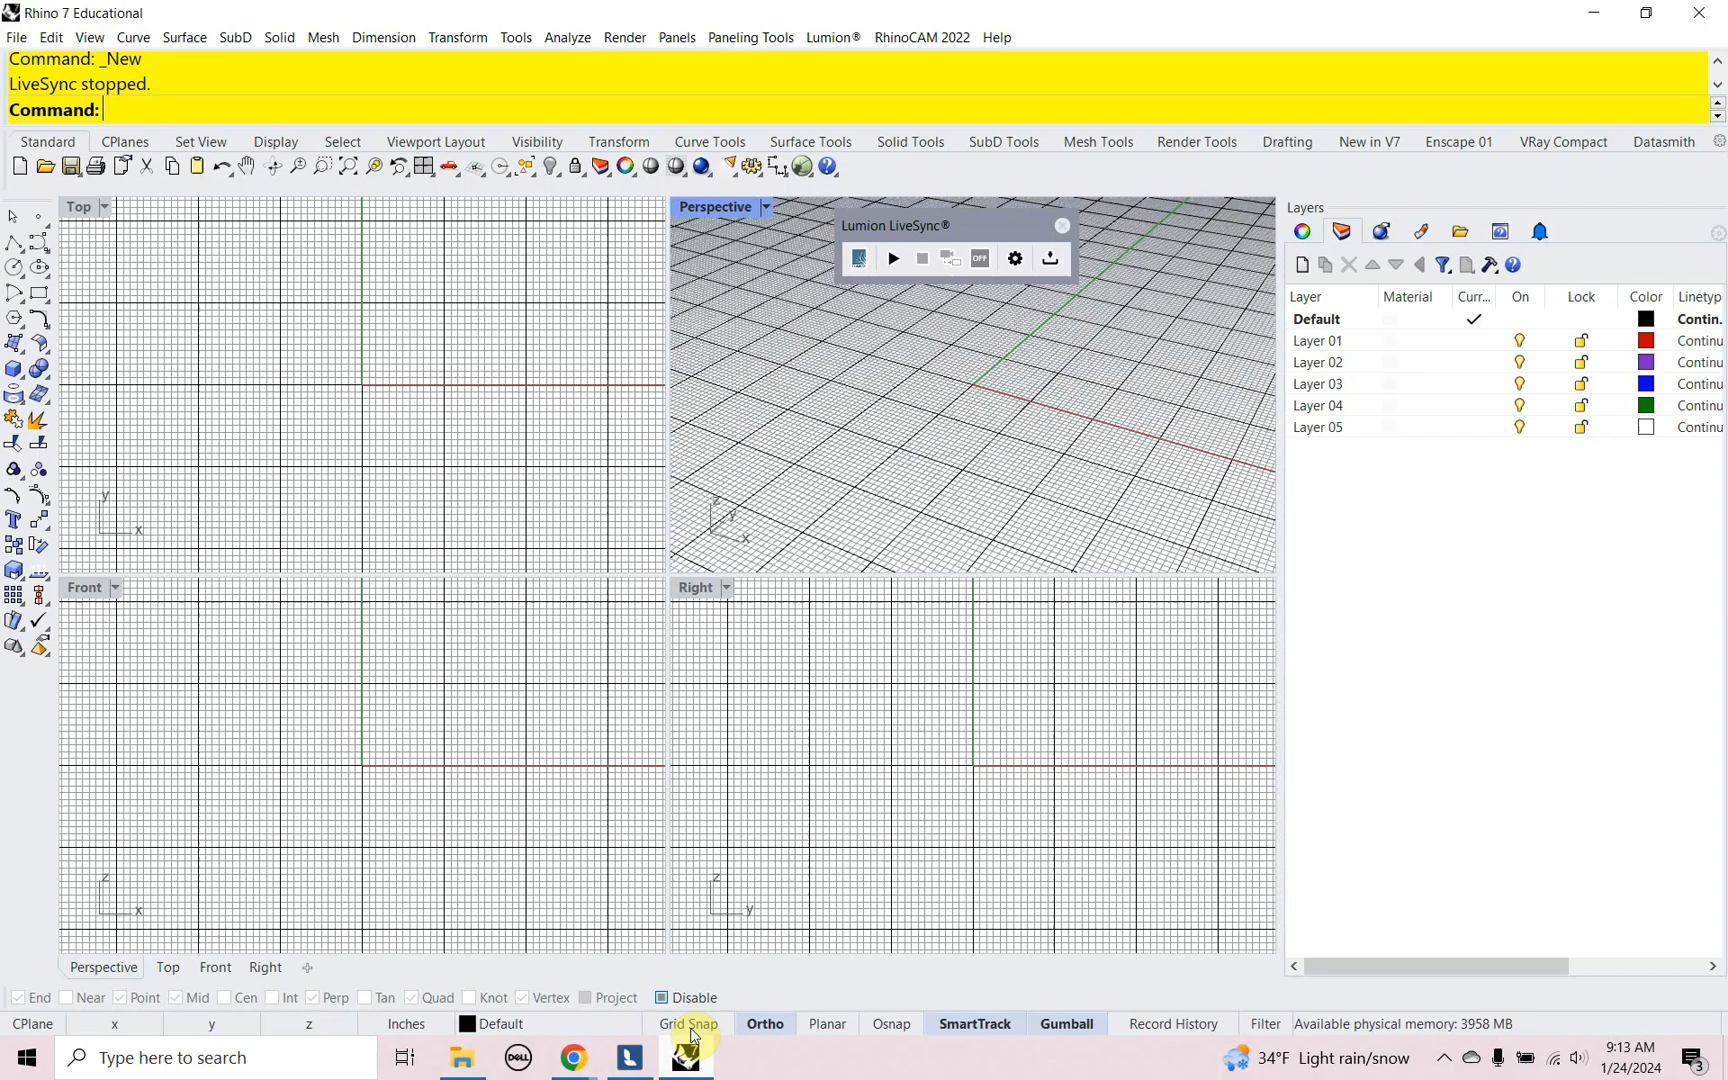 Rhino 7 Educational
File Edit View Curve Surface SubD Solid Mesh Dimension Transform Tools Analyze Render Panels Paneling Tools Lumion® RhinoCAM 2022 Help
Command: _New
LiveSync stopped.
Command:
Standard CPlanes Set View Display Select Viewport Layout Visibility Transform Curve Tools Surface Tools Solid Tools SubD Tools Mesh Tools Render Tools Drafting New in V7 Enscape 01 VRay Compact Datasmith
Top
Perspective
Lumion LiveSync®
OFF
Layers
Layer Material Curr... On Lock Color Linetyp
Default Contin.
Layer 01 Continu
Layer 02 Continu
Layer 03 Continu
Layer 04 Continu
Layer 05 Continu
y
x
z
y
x
Front
Right
z
x
z
y
Perspective Top Front Right
End Near Point Mid Cen Int Perp Tan Quad Knot Vertex Project Disable
CPlane x y z Inches Default Grid Snap Ortho Planar Osnap SmartTrack Gumball Record History Filter Available physical memory: 3958 MB
Type here to search
DELL
L
7
34°F Light rain/snow
9:13 AM
1/24/2024
3